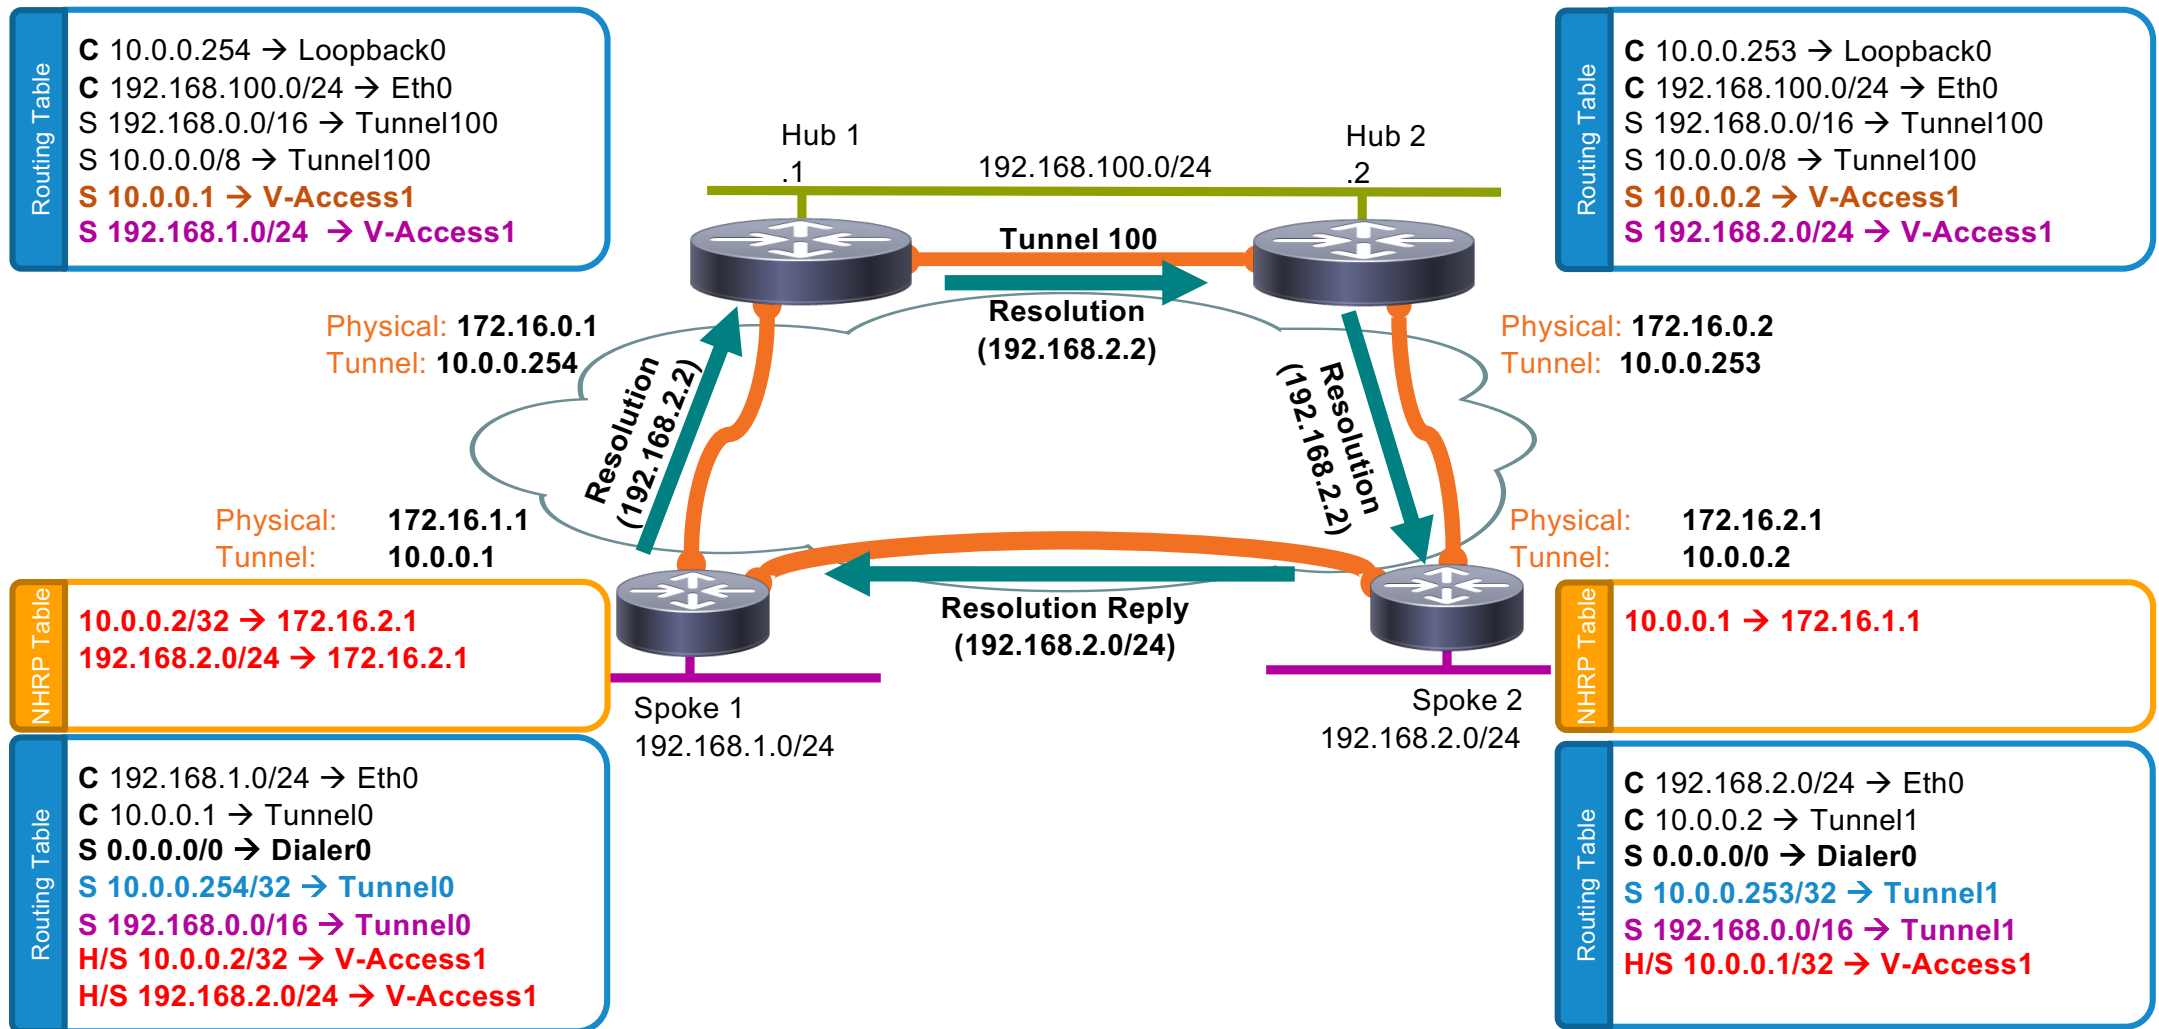 Routing Table
C 10.0.0.254 → Loopback0
C 192.168.100.0/24 → Eth0
S 192.168.0.0/16 → Tunnel100
S 10.0.0.0/8 → Tunnel100
S 10.0.0.1 → V-Access1
S 192.168.1.0/24 → V-Access1
Hub 1
.1
192.168.100.0/24
Hub 2
.2
Routing Table
C 10.0.0.253 → Loopback0
C 192.168.100.0/24 → Eth0
S 192.168.0.0/16 → Tunnel100
S 10.0.0.0/8 → Tunnel100
S 10.0.0.2 → V-Access1
S 192.168.2.0/24 → V-Access1
Tunnel 100
Resolution
(192.168.2.2)
Physical: 172.16.0.1
Tunnel: 10.0.0.254
Physical: 172.16.0.2
Tunnel: 10.0.0.253
Resolution
(192.168.2.2)
Resolution
(192.168.2.2)
Physical: 172.16.1.1
Tunnel: 10.0.0.1
Physical: 172.16.2.1
Tunnel: 10.0.0.2
NHRP Table
10.0.0.2/32 → 172.16.2.1
192.168.2.0/24 → 172.16.2.1
Resolution Reply
(192.168.2.0/24)
NHRP Table
10.0.0.1 → 172.16.1.1
Spoke 1
192.168.1.0/24
Spoke 2
192.168.2.0/24
Routing Table
C 192.168.1.0/24 → Eth0
C 10.0.0.1 → Tunnel0
S 0.0.0.0/0 → Dialer0
S 10.0.0.254/32 → Tunnel0
S 192.168.0.0/16 → Tunnel0
H/S 10.0.0.2/32 → V-Access1
H/S 192.168.2.0/24 → V-Access1
Routing Table
C 192.168.2.0/24 → Eth0
C 10.0.0.2 → Tunnel1
S 0.0.0.0/0 → Dialer0
S 10.0.0.253/32 → Tunnel1
S 192.168.0.0/16 → Tunnel1
H/S 10.0.0.1/32 → V-Access1